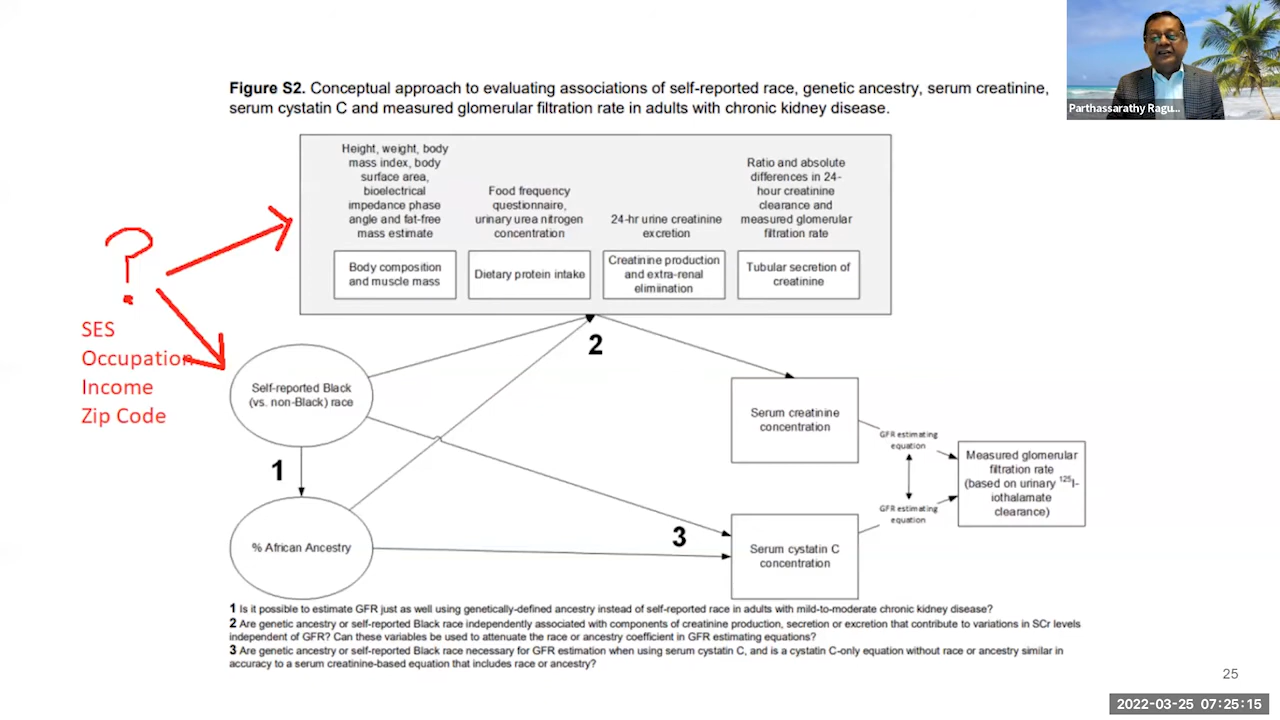 Parthassarathy Ragu...
Figure S2. Conceptual approach to evaluating associations of self-reported race, genetic ancestry, serum creatinine,
serum cystatin C and measured glomerular filtration rate in adults with chronic kidney disease.
Height, weight, body
mass index, body
surface area,
bioelectrical
impedance phase
angle and fat-free
mass estimate
Food frequency
questionnaire,
urinary urea nitrogen
concentration
24-hr urine creatinine
excretion
Ratio and absolute
differences in 24-
hour creatinine
clearance and
measured glomerular
filtration rate
Body composition
and muscle mass
Dietary protein intake
Creatinine production
and extra-renal
elimiination
Tubular secretion of
creatinine
?
SES
Occupation
Income
Zip Code
2
Self-reported Black
(vs. non-Black) race
1
% African Ancestry
3
Serum creatinine
concentration
GFR estimating
equation
GFR estimating
equation
Serum cystatin C
concentration
Measured glomerular
filtration rate
(based on urinary 125I-
iothalamate
clearance)
1 Is it possible to estimate GFR just as well using genetically-defined ancestry instead of self-reported race in adults with mild-to-moderate chronic kidney disease?
2 Are genetic ancestry or self-reported Black race independently associated with components of creatinine production, secretion or excretion that contribute to variations in SCr levels
independent of GFR? Can these variables be used to attenuate the race or ancestry coefficient in GFR estimating equations?
3 Are genetic ancestry or self-reported Black race necessary for GFR estimation when using serum cystatin C, and is a cystatin C-only equation without race or ancestry similar in
accuracy to a serum creatinine-based equation that includes race or ancestry?
25
2022-03-25 07:25:15